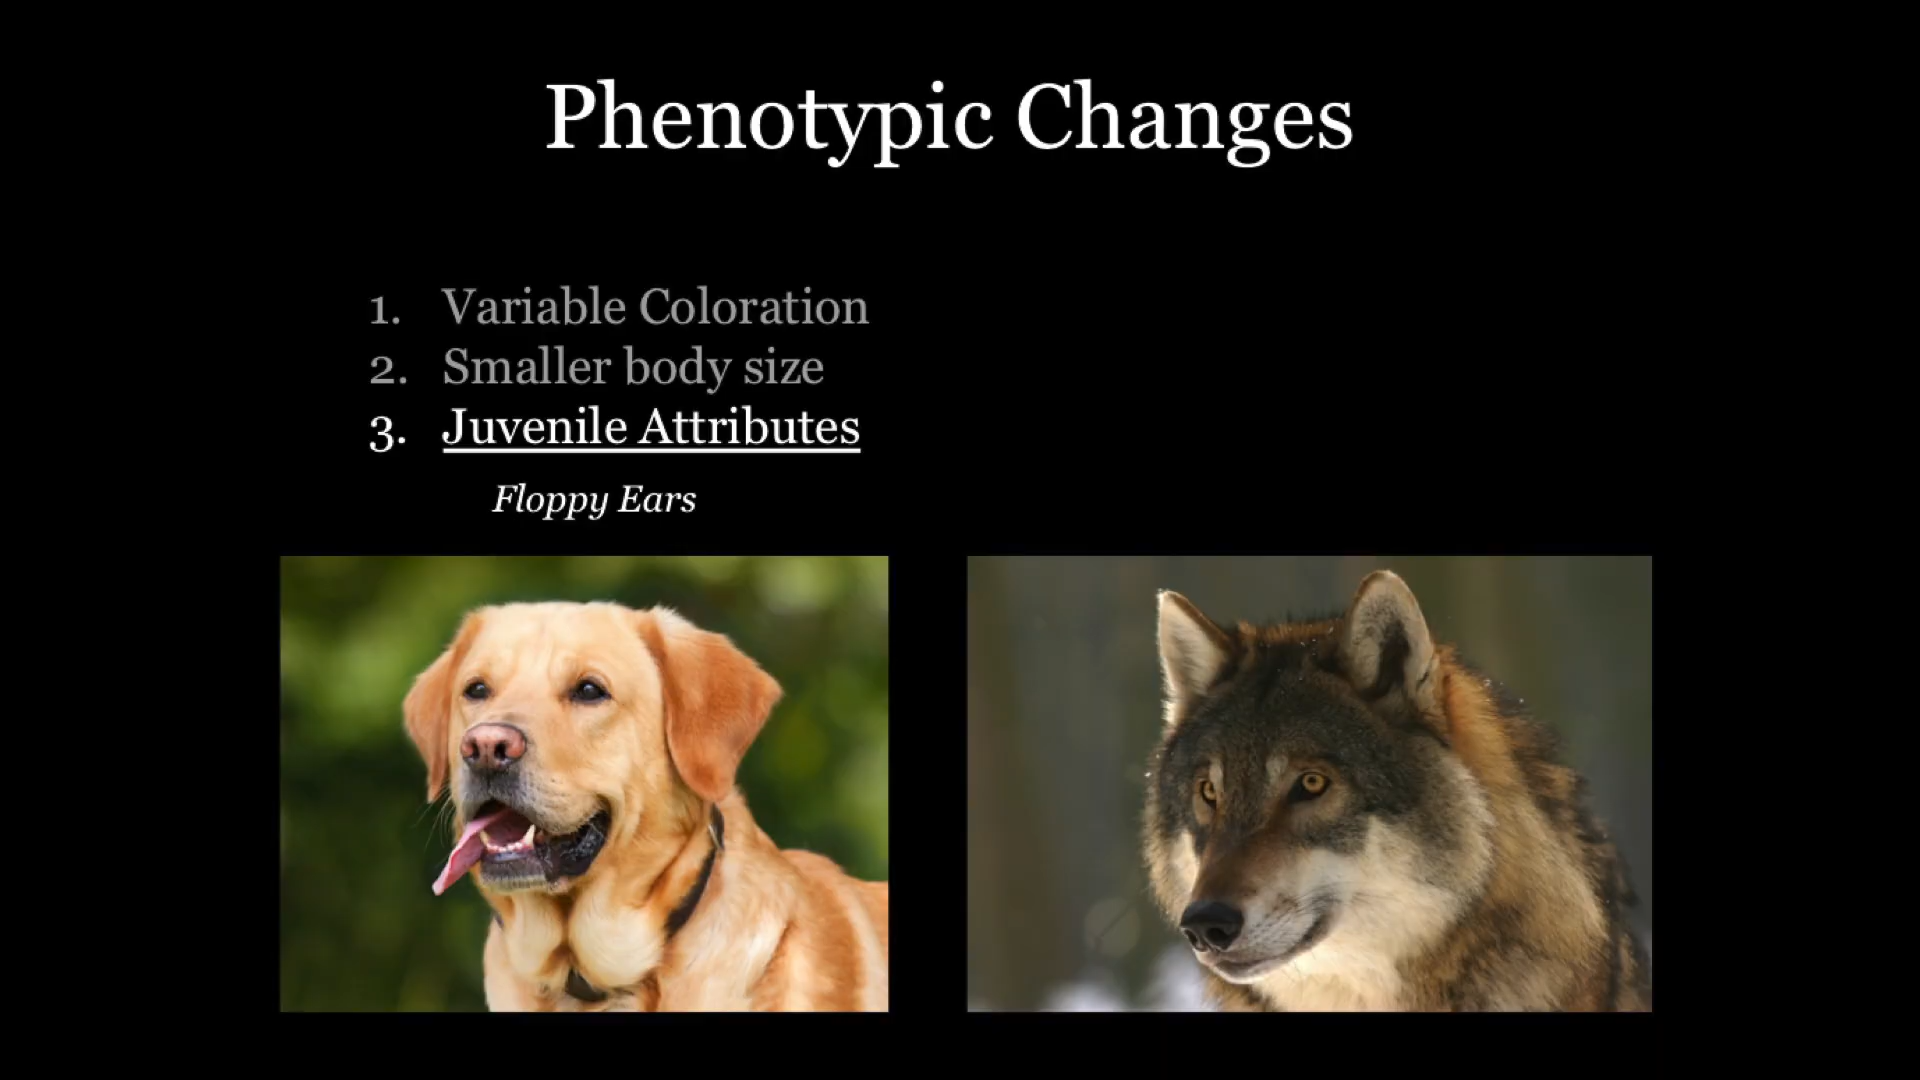 Phenotypic Changes
1. Variable Coloration
2. Smaller body size
3. Juvenile Attributes
Floppy Ears